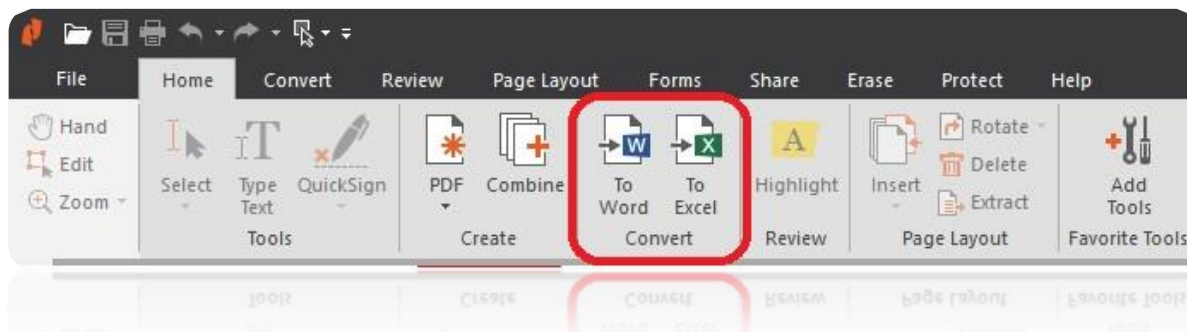 File Home Convert Review Page Layout Forms Share Erase Protect Help
Hand
Edit
Zoom
Select
Type
Text
QuickSign
Tools
PDF
Combine
Create
W
To
Word
X
To
Excel
Convert
A
Highlight
Review
Insert
Rotate
Delete
Extract
Page Layout
Add
Tools
Favorite Tools